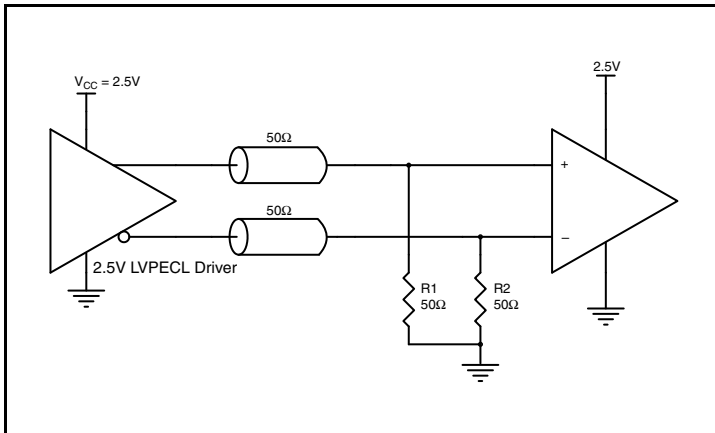 V_CC = 2.5V
2.5V
50Ω
+
50Ω
–
2.5V LVPECL Driver
R1
50Ω
R2
50Ω